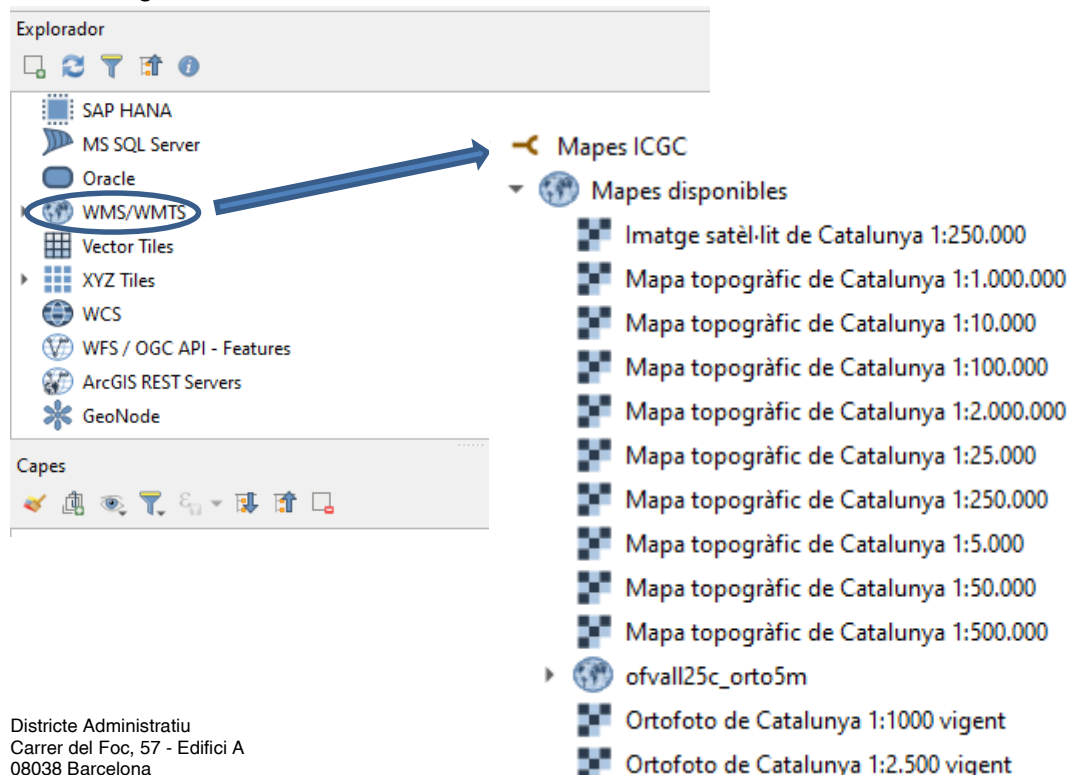 Explorador
SAP HANA
MS SQL Server
Oracle
WMS/WMTS
Vector Tiles
XYZ Tiles
WCS
WFS / OGC API - Features
ArcGIS REST Servers
GeoNode
Capes
Mapes ICGC
Mapes disponibles
Imatge satèl·lit de Catalunya 1:250.000
Mapa topogràfic de Catalunya 1:1.000.000
Mapa topogràfic de Catalunya 1:10.000
Mapa topogràfic de Catalunya 1:100.000
Mapa topogràfic de Catalunya 1:2.000.000
Mapa topogràfic de Catalunya 1:25.000
Mapa topogràfic de Catalunya 1:250.000
Mapa topogràfic de Catalunya 1:5.000
Mapa topogràfic de Catalunya 1:50.000
Mapa topogràfic de Catalunya 1:500.000
ofvall25c_orto5m
Ortofoto de Catalunya 1:1000 vigent
Ortofoto de Catalunya 1:2.500 vigent
Districte Administratiu
Carrer del Foc, 57 - Edifici A
08038 Barcelona